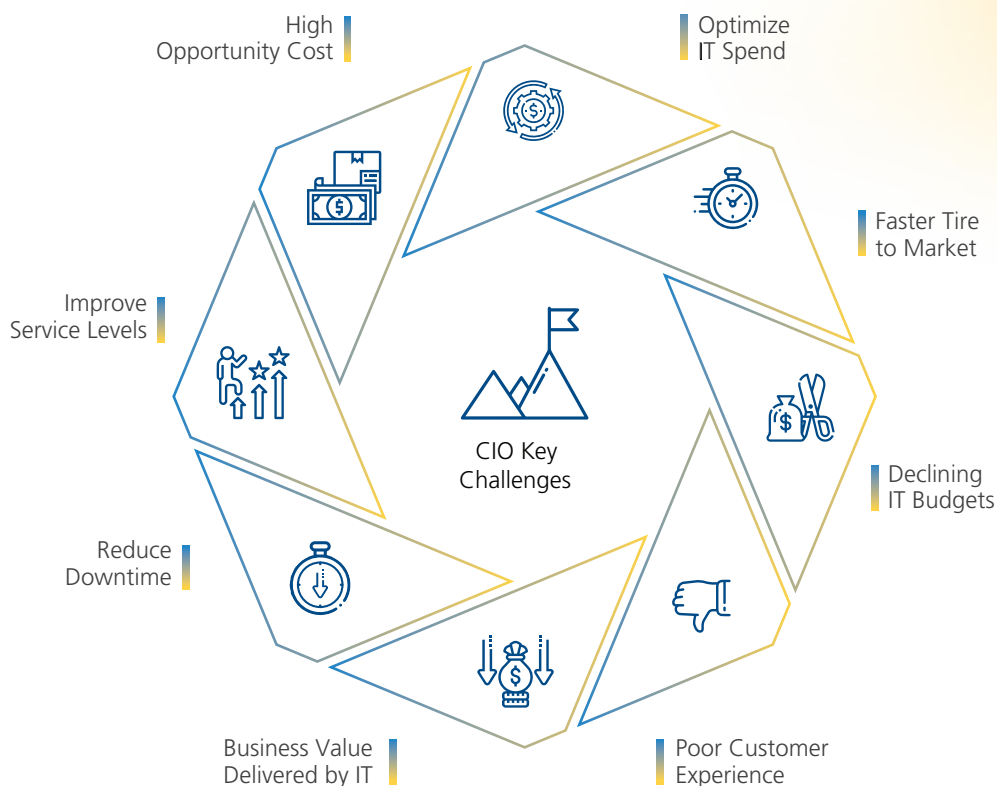 High
Opportunity Cost
Optimize
IT Spend
Faster Tire
to Market
Improve
Service Levels
CIO Key
Challenges
Declining
IT Budgets
Reduce
Downtime
Business Value
Delivered by IT
Poor Customer
Experience